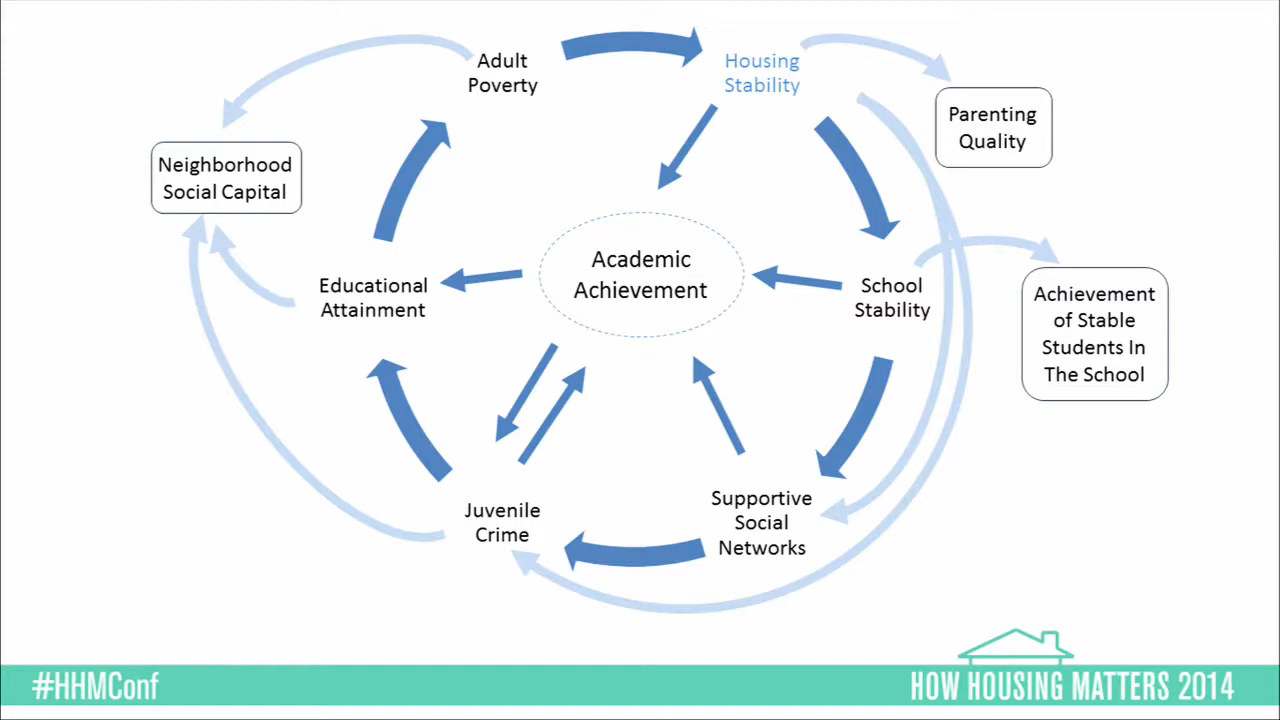 Adult
Poverty
Housing
Stability
Parenting
Quality
Neighborhood
Social Capital
Academic
Achievement
Educational
Attainment
School
Stability
Achievement
of Stable
Students In
The School
Juvenile
Crime
Supportive
Social
Networks
#HHMConf
HOW HOUSING MATTERS 2014